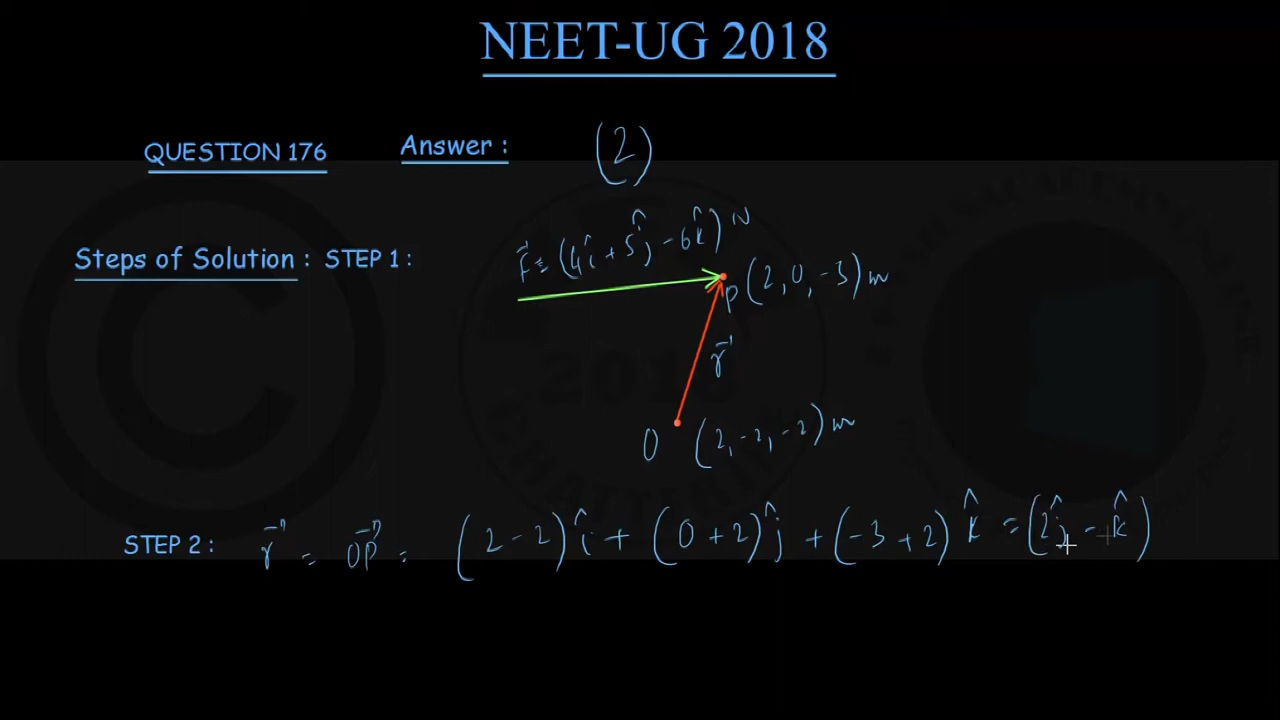 NEET-UG 2018
QUESTION 176 Answer : (2)
Steps of Solution : STEP 1 :
F⃗ = (4î + 5ĵ - 6k̂) N
P (2, 0, -3) m
r⃗
2018
O (2, -2, -2) m
STEP 2 : r⃗ = OP⃗ = (2 - 2) î + (0 + 2) ĵ + (-3 + 2) k̂ = (2ĵ - k̂)